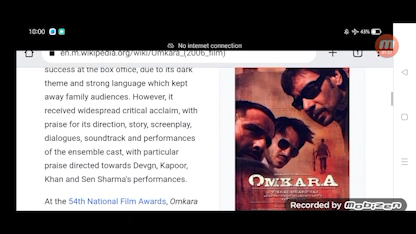 10:00
48%
No internet connection
en.m.wikipedia.org/wiki/Omkara_(2006_film)
success at the box office, due to its dark
theme and strong language which kept
away family audiences. However, it
received widespread critical acclaim, with
praise for its direction, story, screenplay,
dialogues, soundtrack and performances
of the ensemble cast, with particular
praise directed towards Devgn, Kapoor,
Khan and Sen Sharma's performances.
At the 54th National Film Awards, Omkara
OMKARA
Recorded by Mobizen